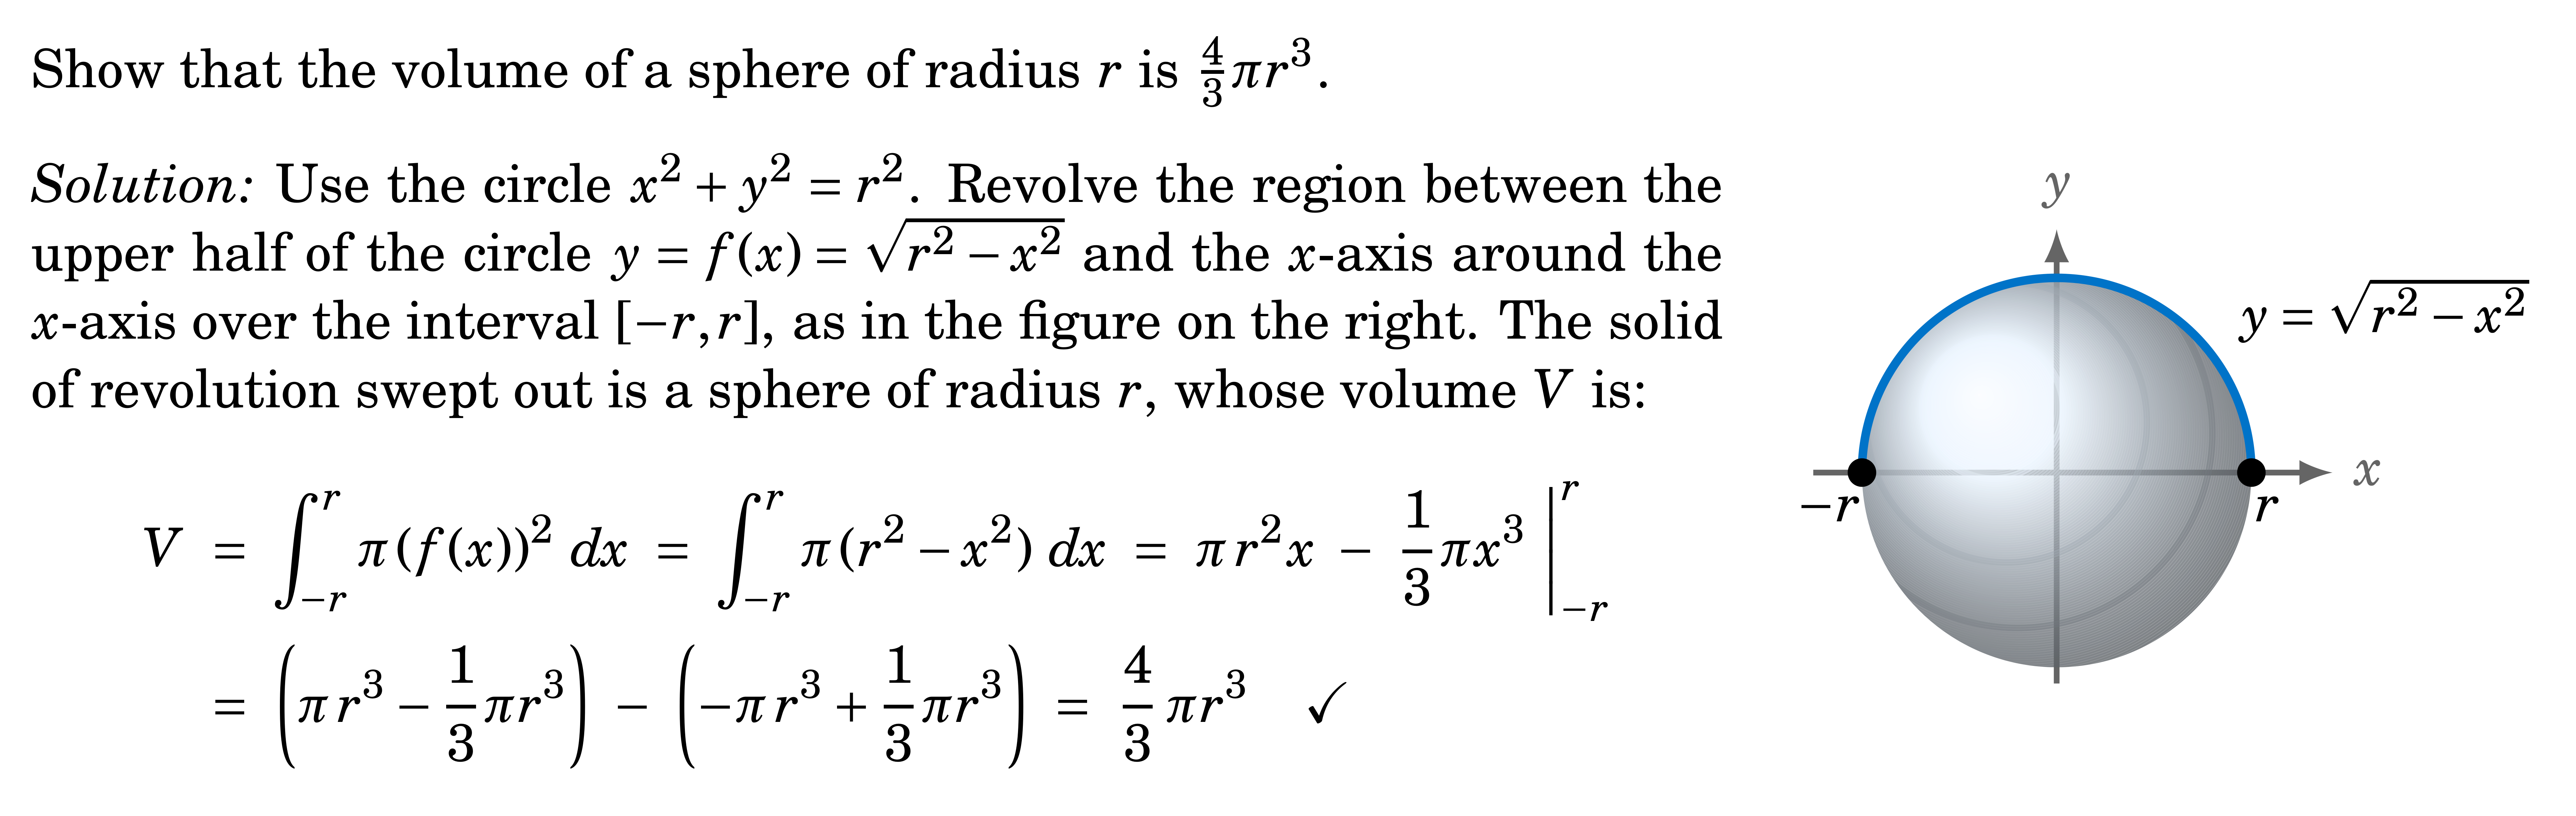 Show that the volume of a sphere of radius r is 4/3 πr³.
Solution: Use the circle x² + y² = r². Revolve the region between the
upper half of the circle y = f(x) = √(r² − x²) and the x-axis around the
x-axis over the interval [−r,r], as in the figure on the right. The solid
of revolution swept out is a sphere of radius r, whose volume V is:
V = ∫_{−r}^{r} π(f(x))² dx = ∫_{−r}^{r} π(r² − x²) dx = πr²x − 1/3 πx³ |_{−r}^{r}
= (πr³ − 1/3 πr³) − (−πr³ + 1/3 πr³) = 4/3 πr³ ✓
y
y = √(r² − x²)
x
−r
r